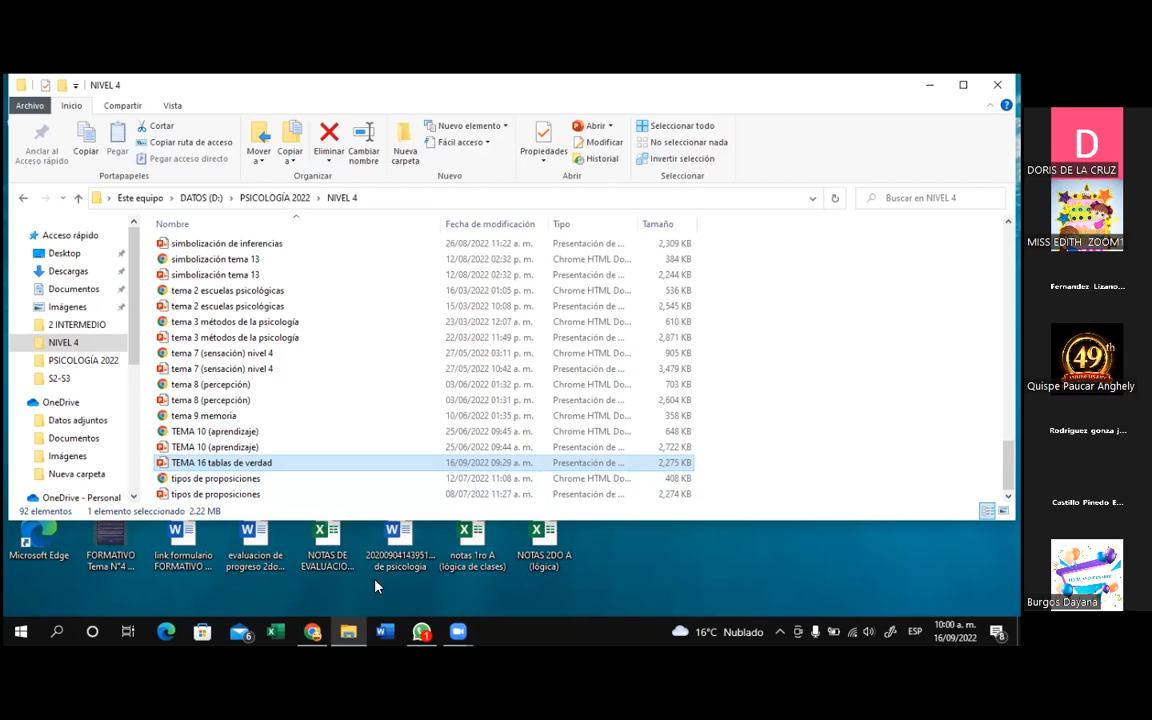 NIVEL 4
Archivo Inicio Compartir Vista
Anclar al Acceso rápido
Copiar
Pegar
Cortar
Copiar ruta de acceso
Pegar acceso directo
Mover a
Copiar a
Eliminar
Cambiar nombre
Nueva carpeta
Nuevo elemento
Fácil acceso
Propiedades
Abrir
Modificar
Historial
Seleccionar todo
No seleccionar nada
Invertir selección
Portapapeles Organizar Nuevo Abrir Seleccionar
Este equipo > DATOS (D:) > PSICOLOGÍA 2022 > NIVEL 4
Buscar en NIVEL 4
Acceso rápido
Desktop
Descargas
Documentos
Imágenes
2 INTERMEDIO
NIVEL 4
PSICOLOGÍA 2022
S2-S3
OneDrive
Datos adjuntos
Documentos
Imágenes
Nueva carpeta
OneDrive - Personal
Nombre Fecha de modificación Tipo Tamaño
simbolización de inferencias 26/08/2022 11:22 a. m. Presentación de ... 2,309 KB
simbolización tema 13 12/08/2022 02:32 p. m. Chrome HTML Do... 384 KB
simbolización tema 13 12/08/2022 02:32 p. m. Presentación de ... 2,244 KB
tema 2 escuelas psicológicas 16/03/2022 01:05 p. m. Chrome HTML Do... 536 KB
tema 2 escuelas psicológicas 15/03/2022 10:08 p. m. Presentación de ... 2,545 KB
tema 3 métodos de la psicología 23/03/2022 12:07 a. m. Chrome HTML Do... 610 KB
tema 3 métodos de la psicología 22/03/2022 11:49 p. m. Presentación de ... 2,871 KB
tema 7 (sensación) nivel 4 27/05/2022 03:11 p. m. Chrome HTML Do... 905 KB
tema 7 (sensación) nivel 4 27/05/2022 10:42 a. m. Presentación de ... 3,479 KB
tema 8 (percepción) 03/06/2022 01:32 p. m. Chrome HTML Do... 703 KB
tema 8 (percepción) 03/06/2022 01:31 p. m. Presentación de ... 2,604 KB
tema 9 memoria 10/06/2022 01:35 p. m. Chrome HTML Do... 358 KB
TEMA 10 (aprendizaje) 25/06/2022 09:45 a. m. Chrome HTML Do... 648 KB
TEMA 10 (aprendizaje) 25/06/2022 09:44 a. m. Presentación de ... 2,722 KB
TEMA 16 tablas de verdad 16/09/2022 09:29 a. m. Presentación de ... 2,275 KB
tipos de proposiciones 12/07/2022 11:08 a. m. Chrome HTML Do... 408 KB
tipos de proposiciones 08/07/2022 11:27 a. m. Presentación de ... 2,274 KB
92 elementos 1 elemento seleccionado 2.22 MB
Microsoft Edge
FORMATIVO Tema N°4 ...
link formulario FORMATIVO ...
evaluacion de progreso 2do...
NOTAS DE EVALUACIO...
20200904143951... de psicologia
notas 1ro A (lógica de clases)
NOTAS 2DO A (lógica)
16°C Nublado
ESP
10:00 a. m.
16/09/2022
D
DORIS DE LA CRUZ
MISS EDITH ZOOM1
Fernandez Lizano...
49th
ANNIVERSARY
Quispe Paucar Anghely
Rodriguez gonza j...
Castillo Pinedo E...
Burgos Dayana